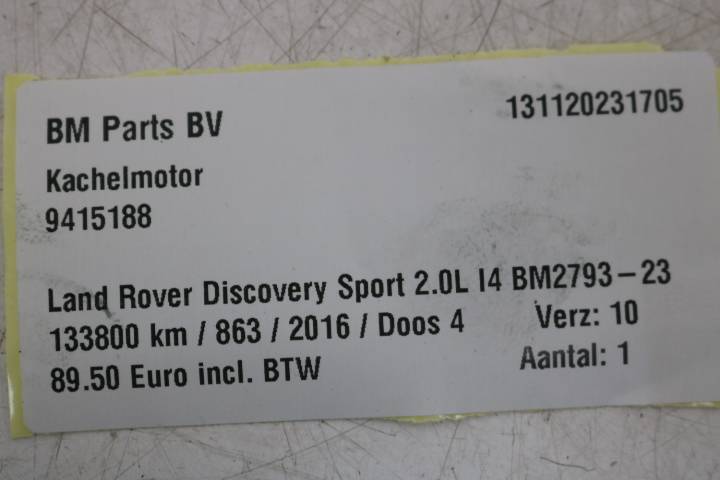 BM Parts BV 131120231705
Kachelmotor
9415188
Land Rover Discovery Sport 2.0L I4 BM2793-23
133800 km / 863 / 2016 / Doos 4 Verz: 10
89.50 Euro incl. BTW Aantal: 1